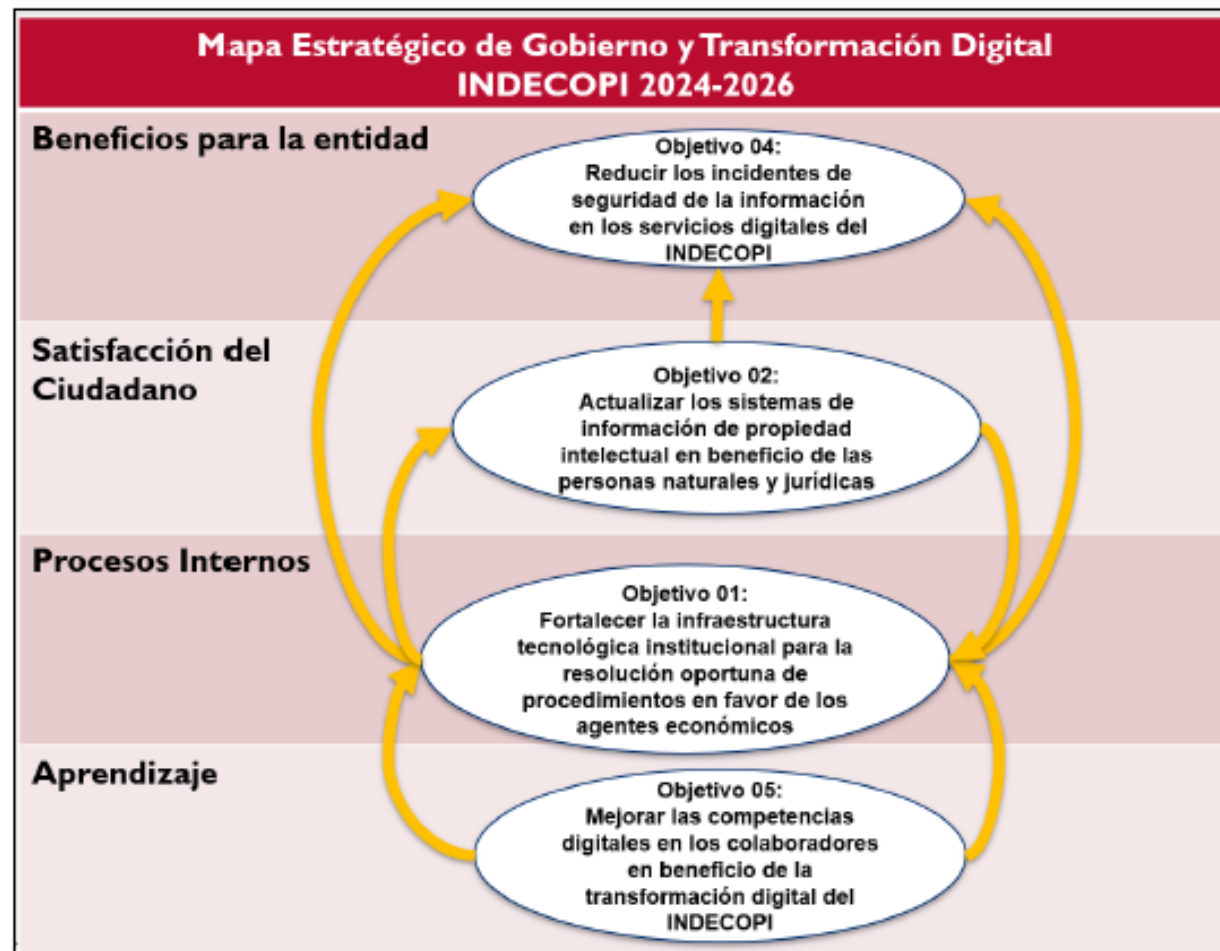 Mapa Estratégico de Gobierno y Transformación Digital
INDECOPI 2024-2026
Beneficios para la entidad
Objetivo 04:
Reducir los incidentes de
seguridad de la información
en los servicios digitales del
INDECOPI
Satisfacción del
Ciudadano
Objetivo 02:
Actualizar los sistemas de
información de propiedad
intelectual en beneficio de las
personas naturales y jurídicas
Procesos Internos
Objetivo 01:
Fortalecer la infraestructura
tecnológica institucional para la
resolución oportuna de
procedimientos en favor de los
agentes económicos
Aprendizaje
Objetivo 05:
Mejorar las competencias
digitales en los colaboradores
en beneficio de la
transformación digital del
INDECOPI